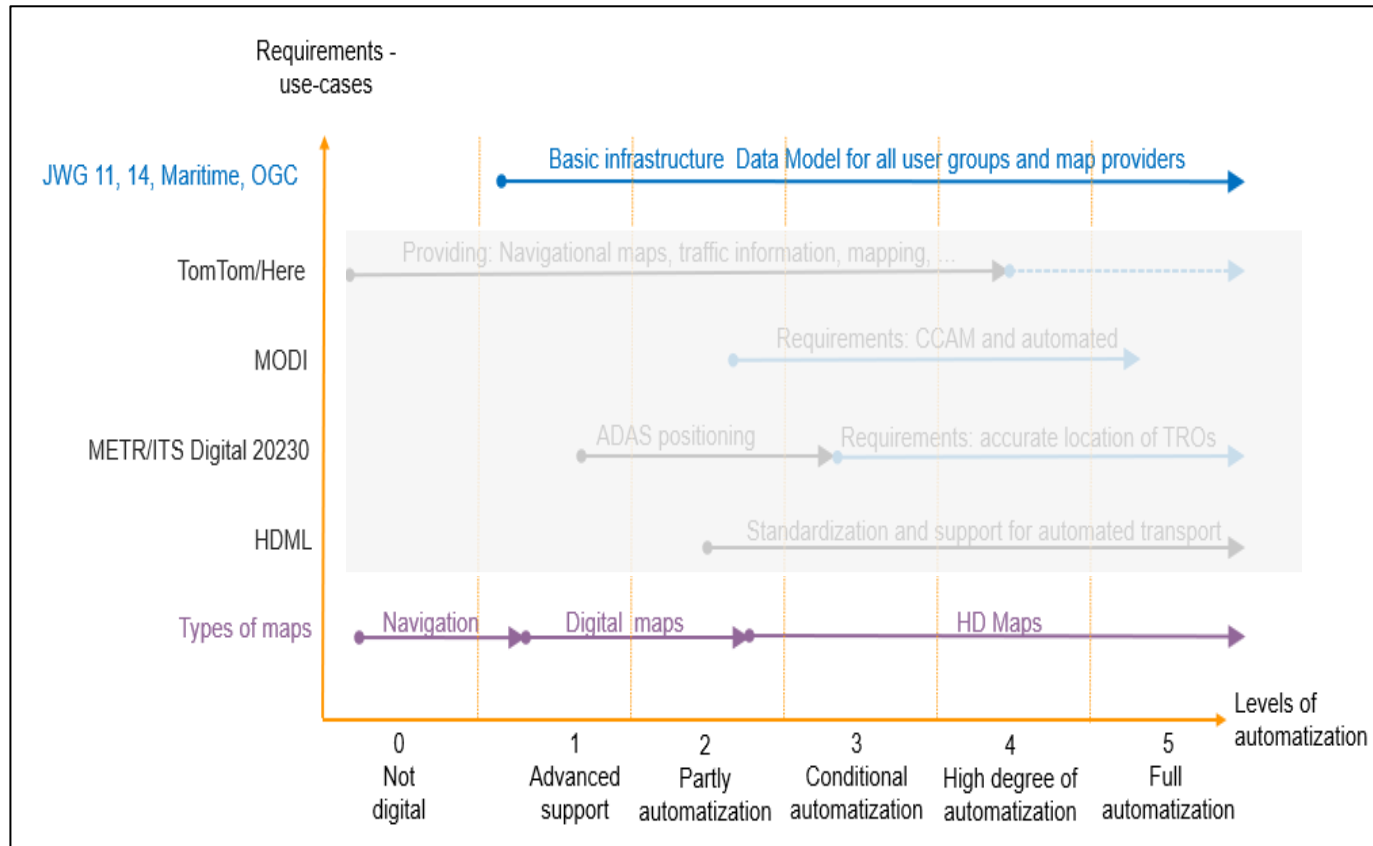 Requirements -
use-cases
JWG 11, 14, Maritime, OGC
Basic infrastructure Data Model for all user groups and map providers
TomTom/Here
Providing: Navigational maps, traffic information, mapping, ...
MODI
Requirements: CCAM and automated
METR/ITS Digital 20230
ADAS positioning
Requirements: accurate location of TROs
HDML
Standardization and support for automated transport
Types of maps
Navigation
Digital maps
HD Maps
Levels of
automatization
0
Not
digital
1
Advanced
support
2
Partly
automatization
3
Conditional
automatization
4
High degree of
automatization
5
Full
automatization